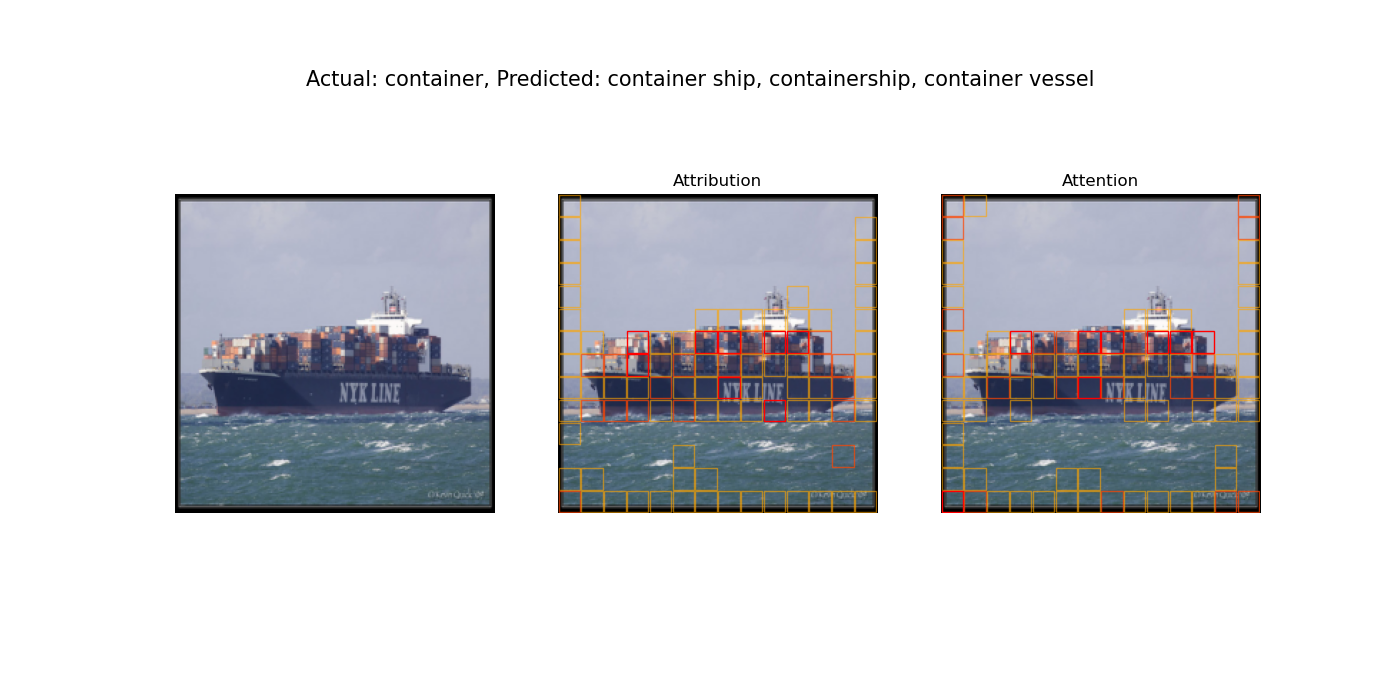 Actual: container, Predicted: container ship, containership, container vessel
Attribution
Attention
NYK LINE
NYK LINE
NYK LINE